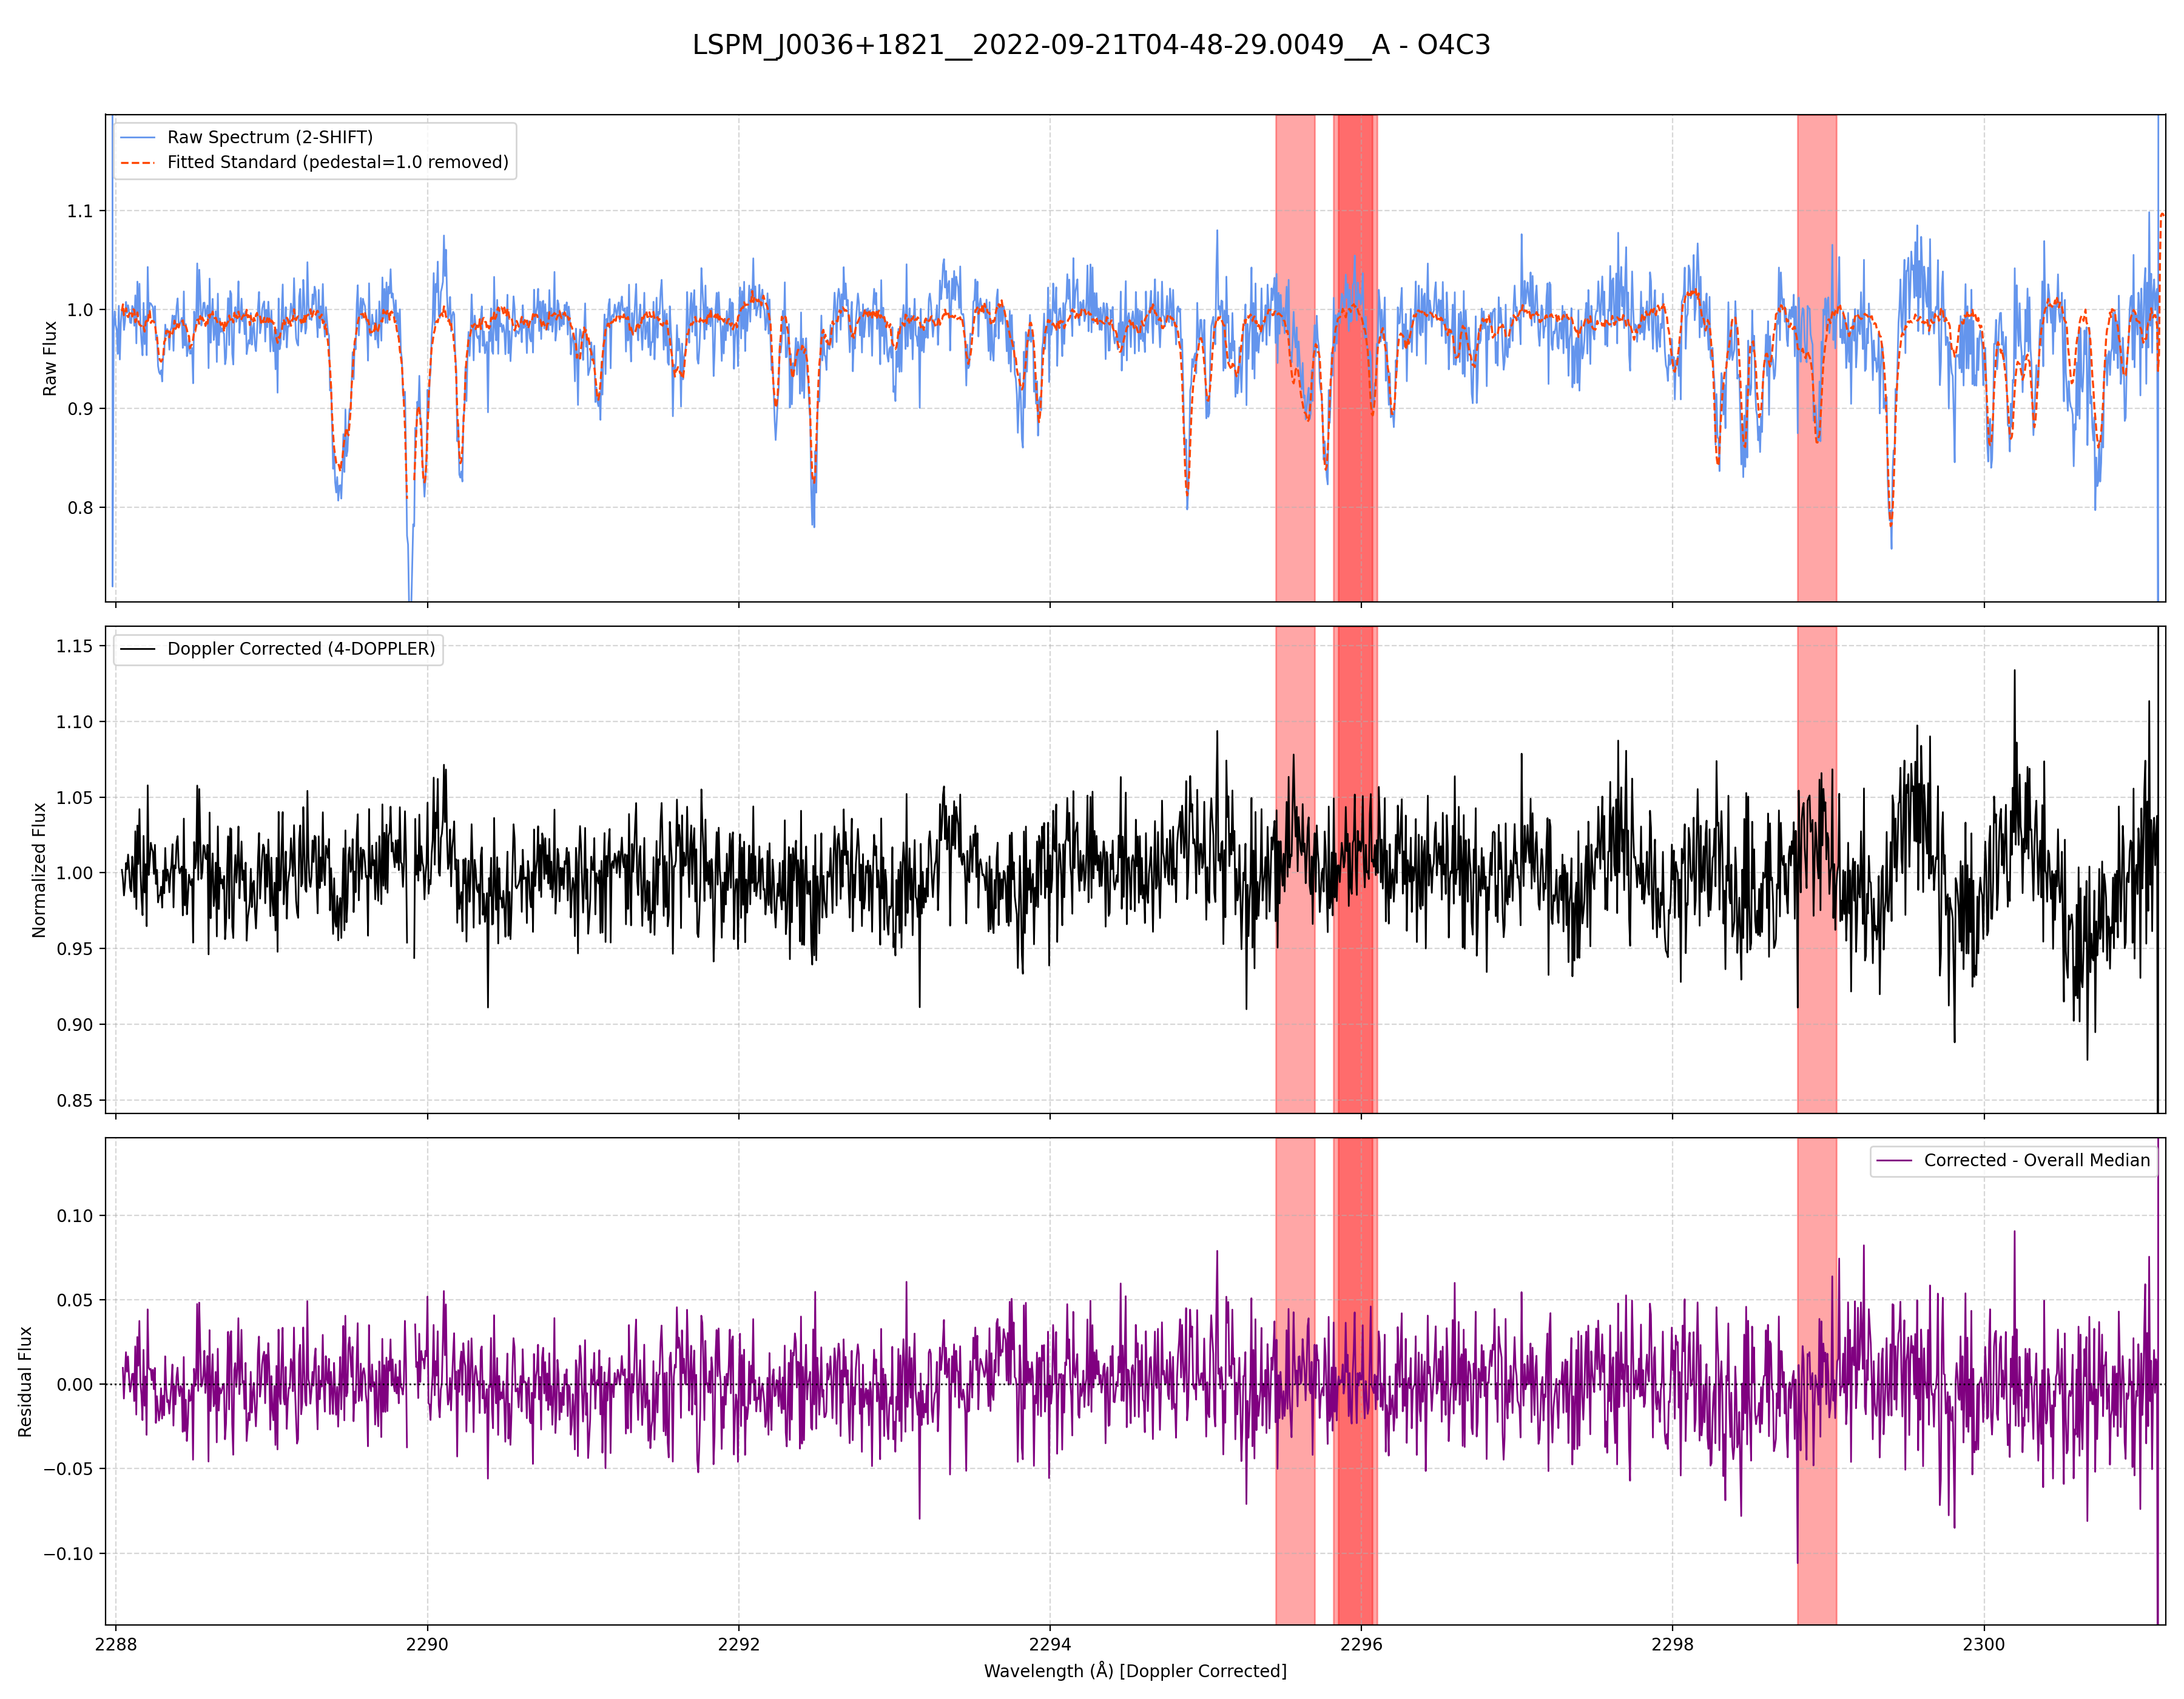 LSPM_J0036+1821__2022-09-21T04-48-29.0049__A - O4C3
Raw Spectrum (2-SHIFT)
Fitted Standard (pedestal=1.0 removed)
Raw Flux
1.1
1.0
0.9
0.8
Doppler Corrected (4-DOPPLER)
Normalized Flux
1.15
1.10
1.05
1.00
0.95
0.90
0.85
Corrected - Overall Median
Residual Flux
0.10
0.05
0.00
−0.05
−0.10
2288
2290
2292
2294
2296
2298
2300
Wavelength (Å) [Doppler Corrected]